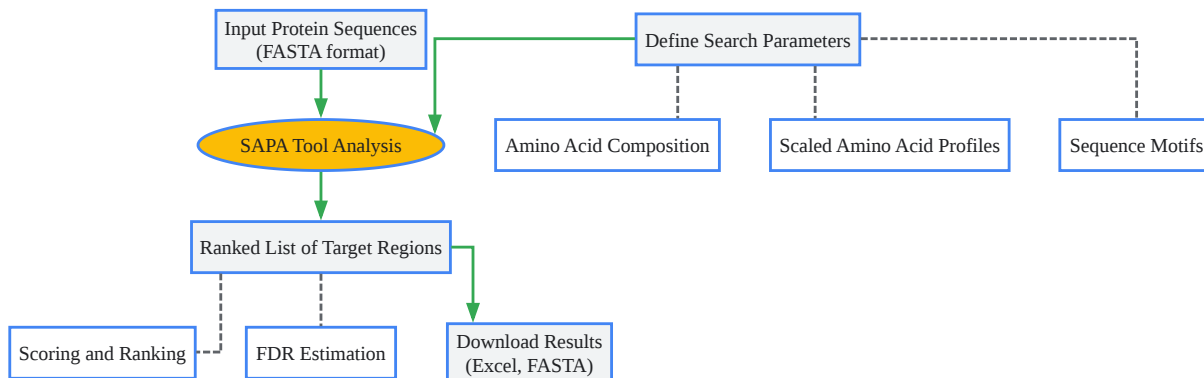 Input Protein Sequences
(FASTA format)
Define Search Parameters
SAPA Tool Analysis
Amino Acid Composition
Scaled Amino Acid Profiles
Sequence Motifs
Ranked List of Target Regions
Scoring and Ranking
FDR Estimation
Download Results
(Excel, FASTA)